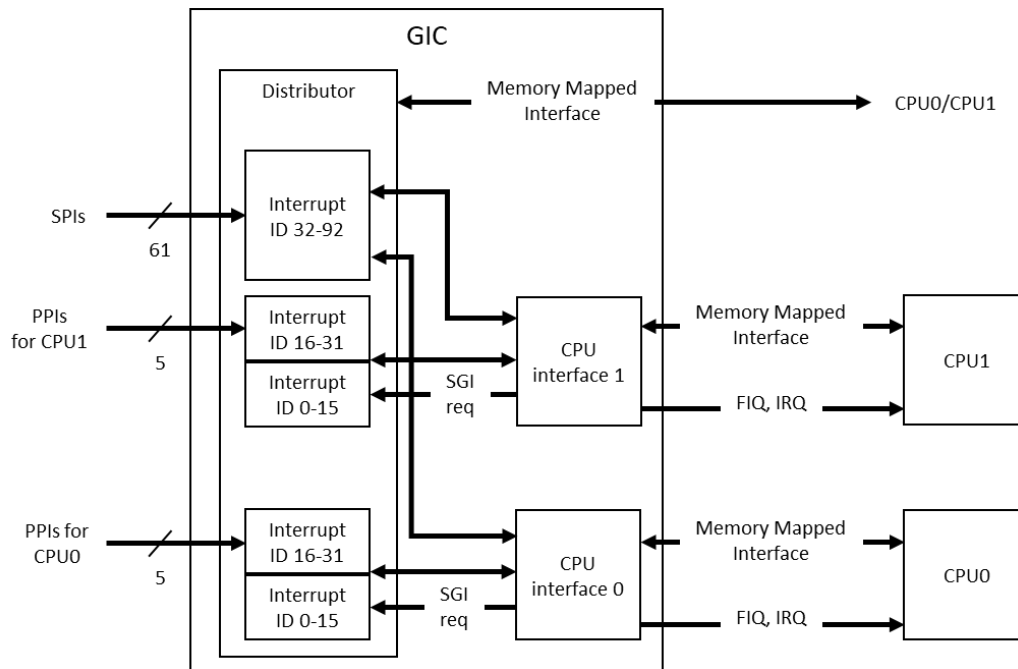 GIC
Distributor
Memory Mapped
Interface
CPU0/CPU1
SPIs
61
Interrupt
ID 32-92
PPIs
for CPU1
5
Interrupt
ID 16-31
Interrupt
ID 0-15
SGI
req
CPU
interface 1
Memory Mapped
Interface
FIQ, IRQ
CPU1
PPIs for
CPU0
5
Interrupt
ID 16-31
Interrupt
ID 0-15
SGI
req
CPU
interface 0
Memory Mapped
Interface
FIQ, IRQ
CPU0